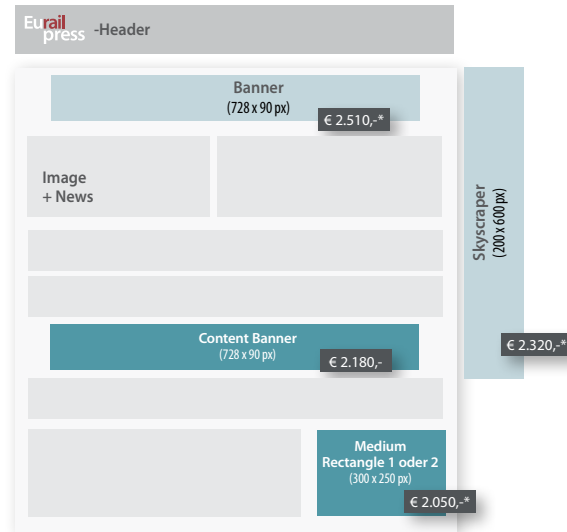 Eurail
press -Header
Banner
(728 x 90 px)
€ 2.510,-*
Image
+ News
Skyscraper
(200 x 600 px)
€ 2.320,-*
Content Banner
(728 x 90 px)
€ 2.180,-
Medium
Rectangle 1 oder 2
(300 x 250 px)
€ 2.050,-*